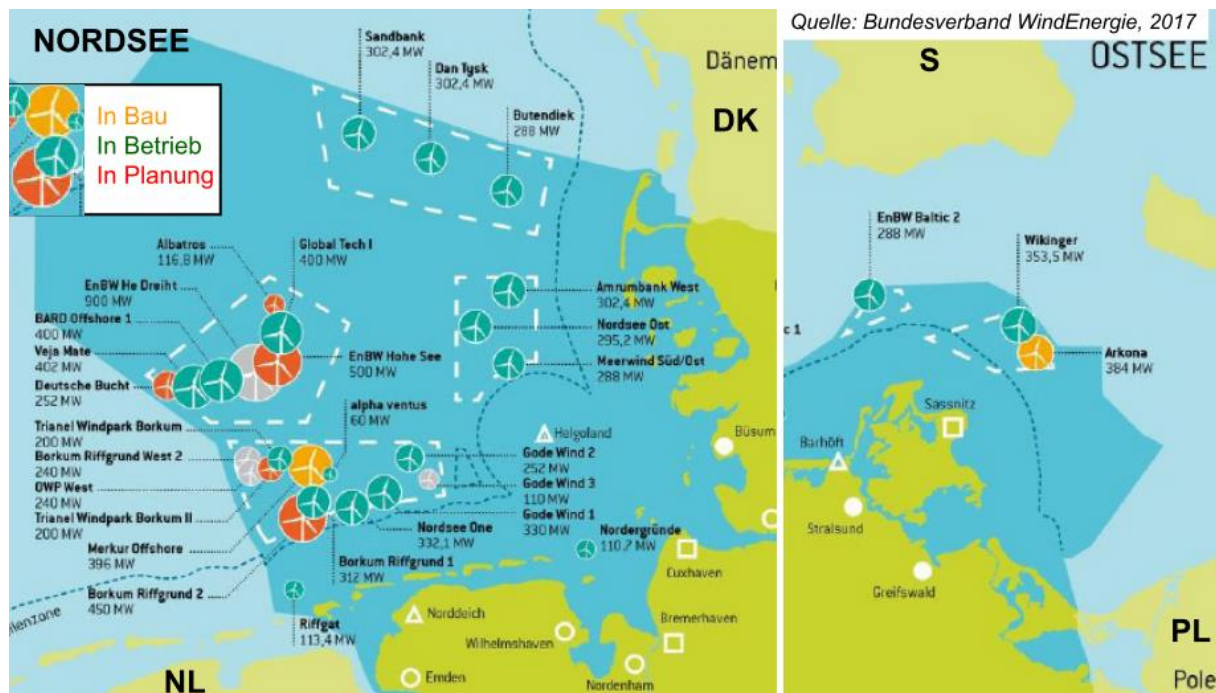 NORDSEE
In Bau
In Betrieb
In Planung
Sandbank
302,4 MW
Dan Tysk
302,4 MW
Butendiek
288 MW
Dänem
DK
Albatros
116,8 MW
Global Tech I
400 MW
EnBW He Dreiht
900 MW
BARD Offshore 1
400 MW
Veja Mate
402 MW
Deutsche Bucht
252 MW
EnBW Hohe See
500 MW
alpha ventus
60 MW
Amrumbank West
302,4 MW
Nordsee Ost
295,2 MW
Meerwind Süd/Ost
288 MW
Trianel Windpark Borkum
200 MW
Borkum Riffgrund West 2
240 MW
OWP West
240 MW
Trianel Windpark Borkum II
200 MW
Merkur Offshore
396 MW
Borkum Riffgrund 2
450 MW
Helgoland
Büsum
Gode Wind 2
252 MW
Gode Wind 3
110 MW
Gode Wind 1
330 MW
Nordsee One
332,1 MW
Borkum Riffgrund 1
312 MW
Nordergründe
110,7 MW
Riffgat
113,4 MW
lenzone
Cuxhaven
Norddeich
Wilhelmshaven
Bremerhaven
Emden
Nordenham
NL
Quelle: Bundesverband WindEnergie, 2017
S
OSTSEE
EnBW Baltic 2
288 MW
Wikinger
353,5 MW
c 1
Arkona
384 MW
Sassnitz
Barhöft
Stralsund
Greifswald
PL
Pole